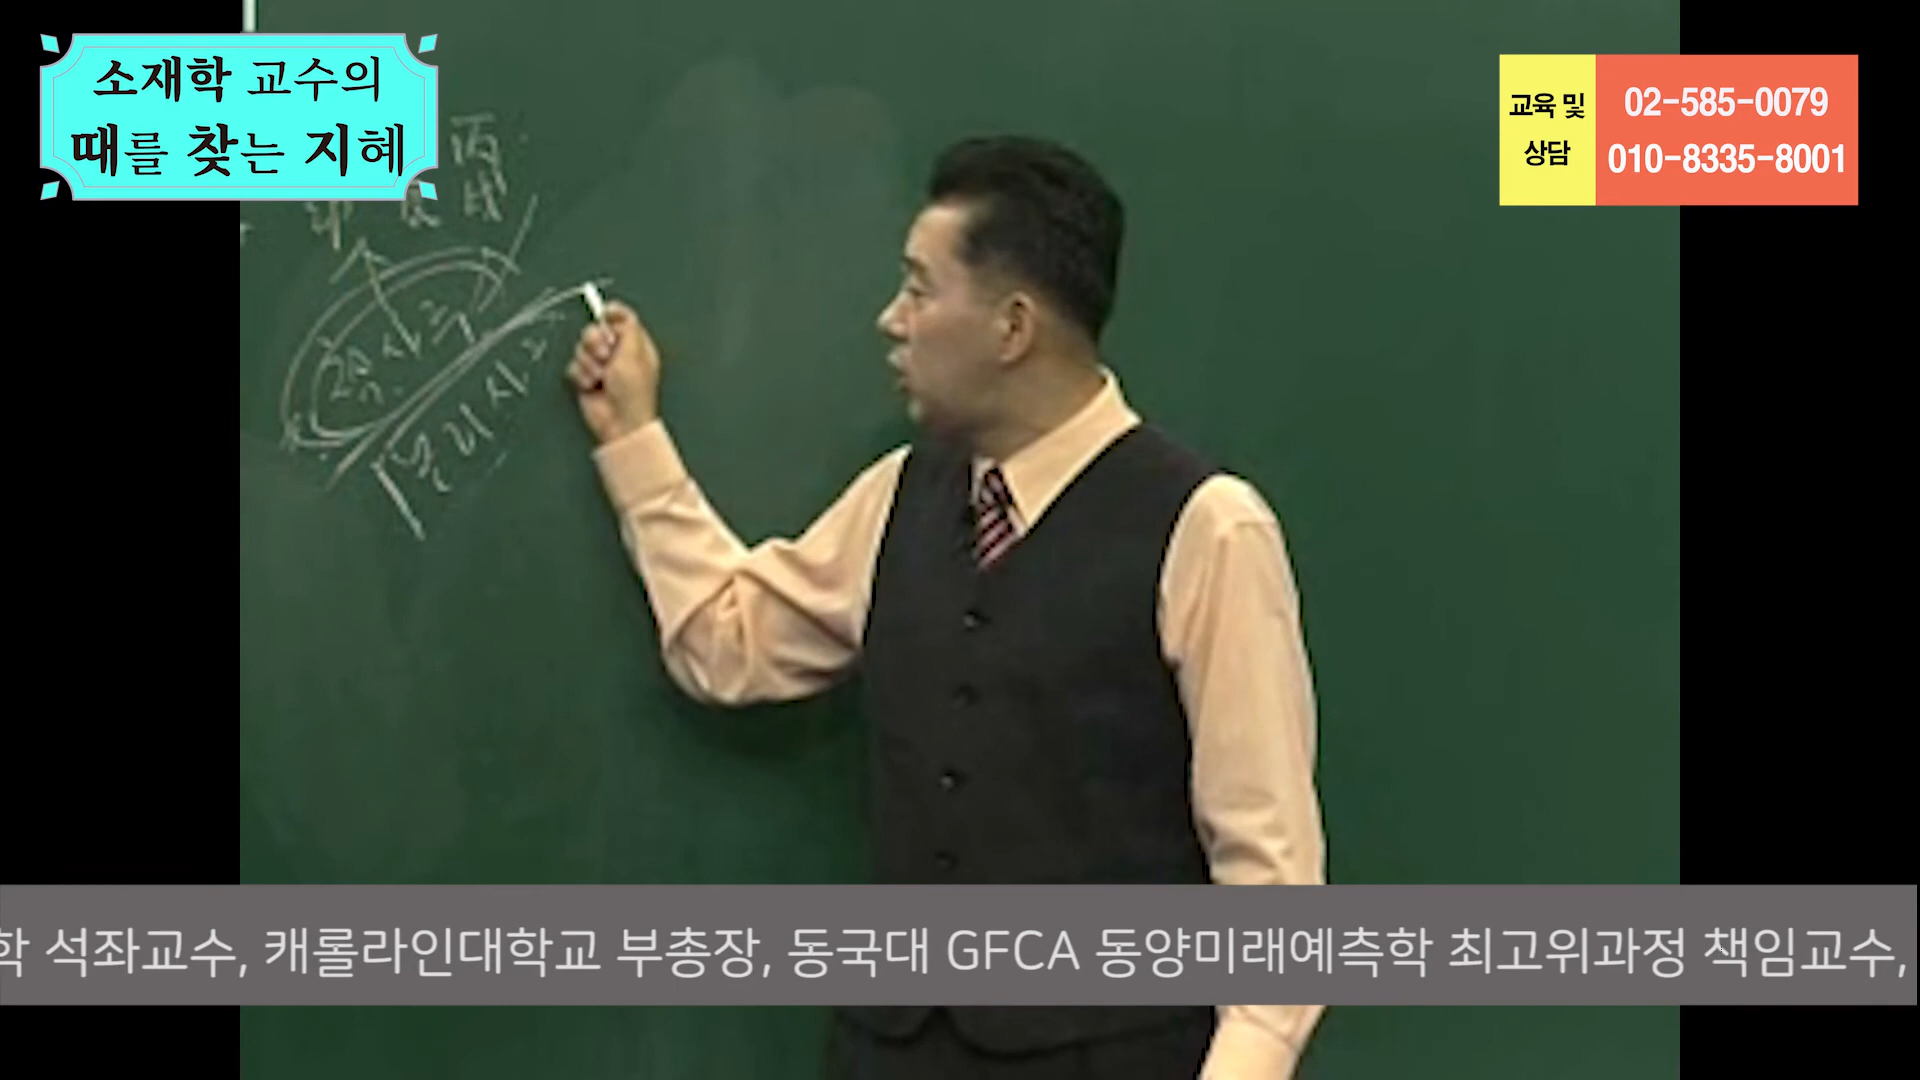 소재학 교수의
때를 찾는 지혜
교육 및
상담
02-585-0079
010-8335-8001
丙
戌
학 석좌교수, 캐롤라인대학교 부총장, 동국대 GFCA 동양미래예측학 최고위과정 책임교수,